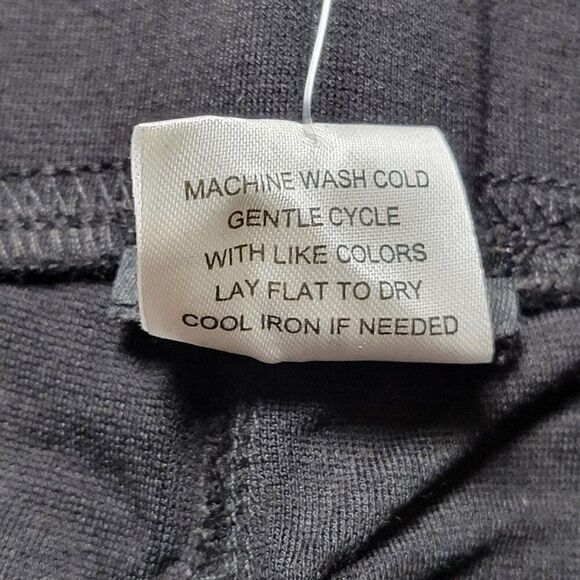 MACHINE WASH COLD
GENTLE CYCLE
WITH LIKE COLORS
LAY FLAT TO DRY
COOL IRON IF NEEDED